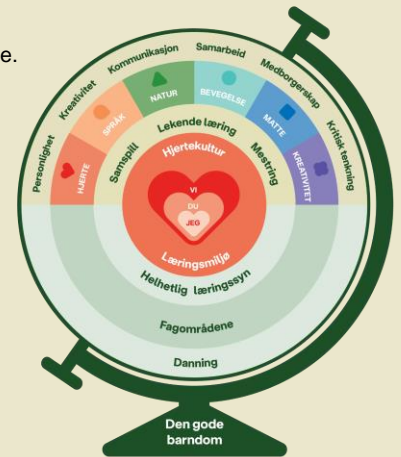 e.
Personlighet
Kreativitet
Kommunikasjon
Samarbeid
Medborgerskap
Kritisk tenkning
HJERTE
SPRÅK
NATUR
BEVEGELSE
MATTE
KREATIVITET
Samspill
Lekende læring
Mestring
Hjertekultur
VI
DU
JEG
Læringsmiljø
Helhetlig læringssyn
Fagområdene
Danning
Den gode
barndom